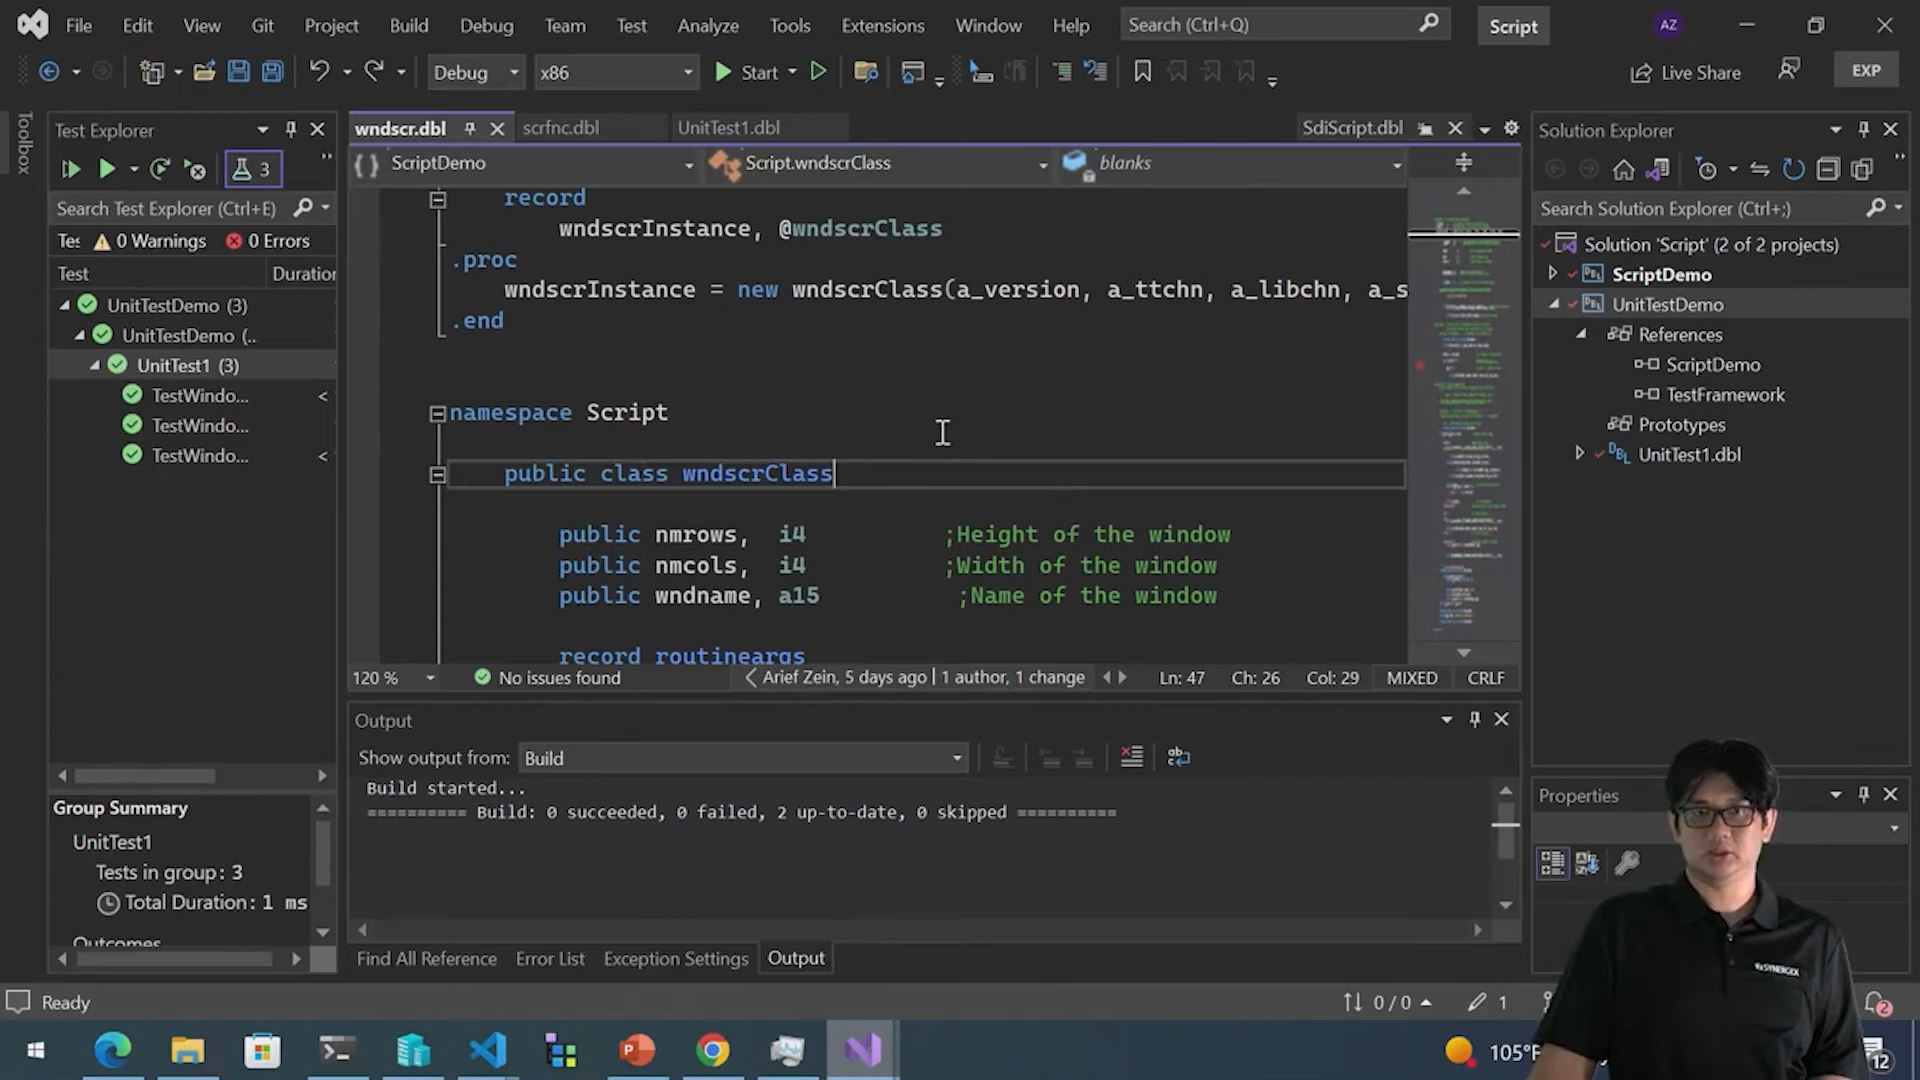 File Edit View Git Project Build Debug Team Test Analyze Tools Extensions Window Help Search (Ctrl+Q) Script AZ
Debug x86 Start Live Share EXP
Toolbox
Test Explorer
3
Search Test Explorer (Ctrl+E)
Tes 0 Warnings 0 Errors
Test Duration
UnitTestDemo (3)
UnitTestDemo (..
UnitTest1 (3)
TestWindo... <
TestWindo...
TestWindo... <
Group Summary
UnitTest1
Tests in group: 3
Total Duration: 1 ms
Outcomes
wndscr.dbl scrfnc.dbl UnitTest1.dbl SdiScript.dbl
ScriptDemo Script.wndscrClass blanks
record
wndscrInstance, @wndscrClass
.proc
wndscrInstance = new wndscrClass(a_version, a_ttchn, a_libchn, a_s
.end
namespace Script
public class wndscrClass
public nmrows, i4 ;Height of the window
public nmcols, i4 ;Width of the window
public wndname, a15 ;Name of the window
record routineargs
120 % No issues found Arief Zein, 5 days ago | 1 author, 1 change Ln: 47 Ch: 26 Col: 29 MIXED CRLF
Output
Show output from: Build
Build started...
========== Build: 0 succeeded, 0 failed, 2 up-to-date, 0 skipped ==========
Find All Reference Error List Exception Settings Output
Solution Explorer
Search Solution Explorer (Ctrl+;)
Solution 'Script' (2 of 2 projects)
ScriptDemo
UnitTestDemo
References
ScriptDemo
TestFramework
Prototypes
UnitTest1.dbl
Properties
SYNERGEX
Ready 0 / 0 1 2
105°F 12